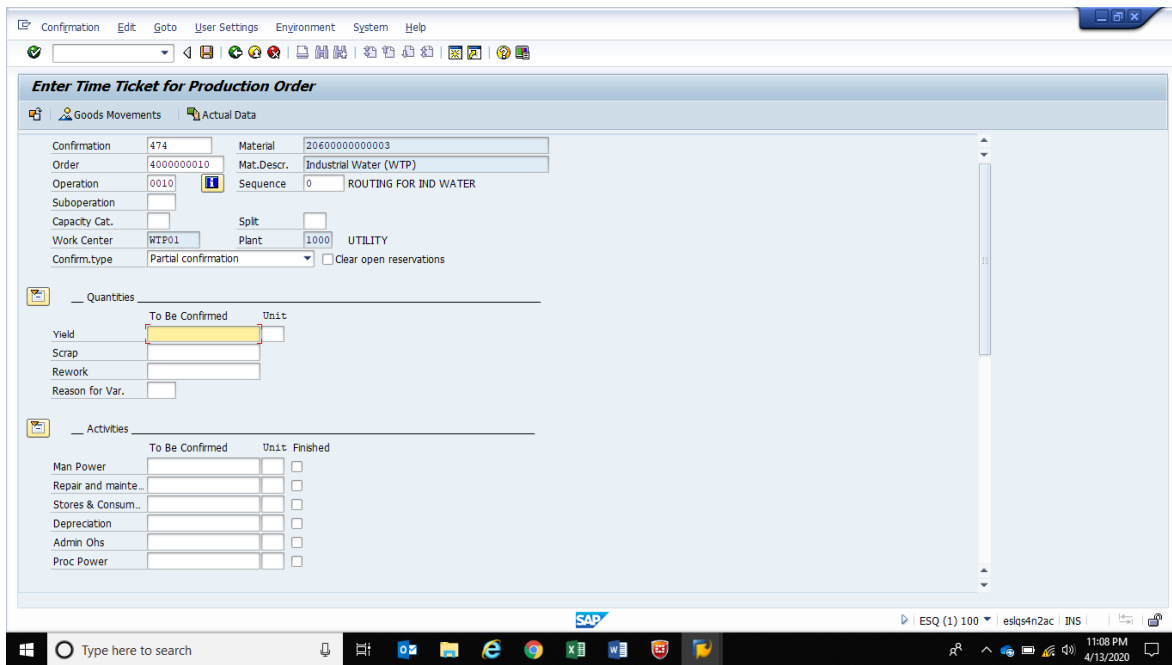 Confirmation Edit Goto User Settings Environment System Help
Enter Time Ticket for Production Order
Goods Movements Actual Data
Confirmation 474 Material 20600000000003
Order 4000000010 Mat.Descr. Industrial Water (WTP)
Operation 0010 Sequence 0 ROUTING FOR IND WATER
Suboperation
Capacity Cat. Split
Work Center WTP01 Plant 1000 UTILITY
Confirm.type Partial confirmation Clear open reservations
__ Quantities
To Be Confirmed Unit
Yield
Scrap
Rework
Reason for Var.
__ Activities
To Be Confirmed Unit Finished
Man Power
Repair and mainte..
Stores & Consum..
Depreciation
Admin Ohs
Proc Power
SAP ESQ (1) 100 eslqs4n2ac INS
Type here to search 11:08 PM
4/13/2020